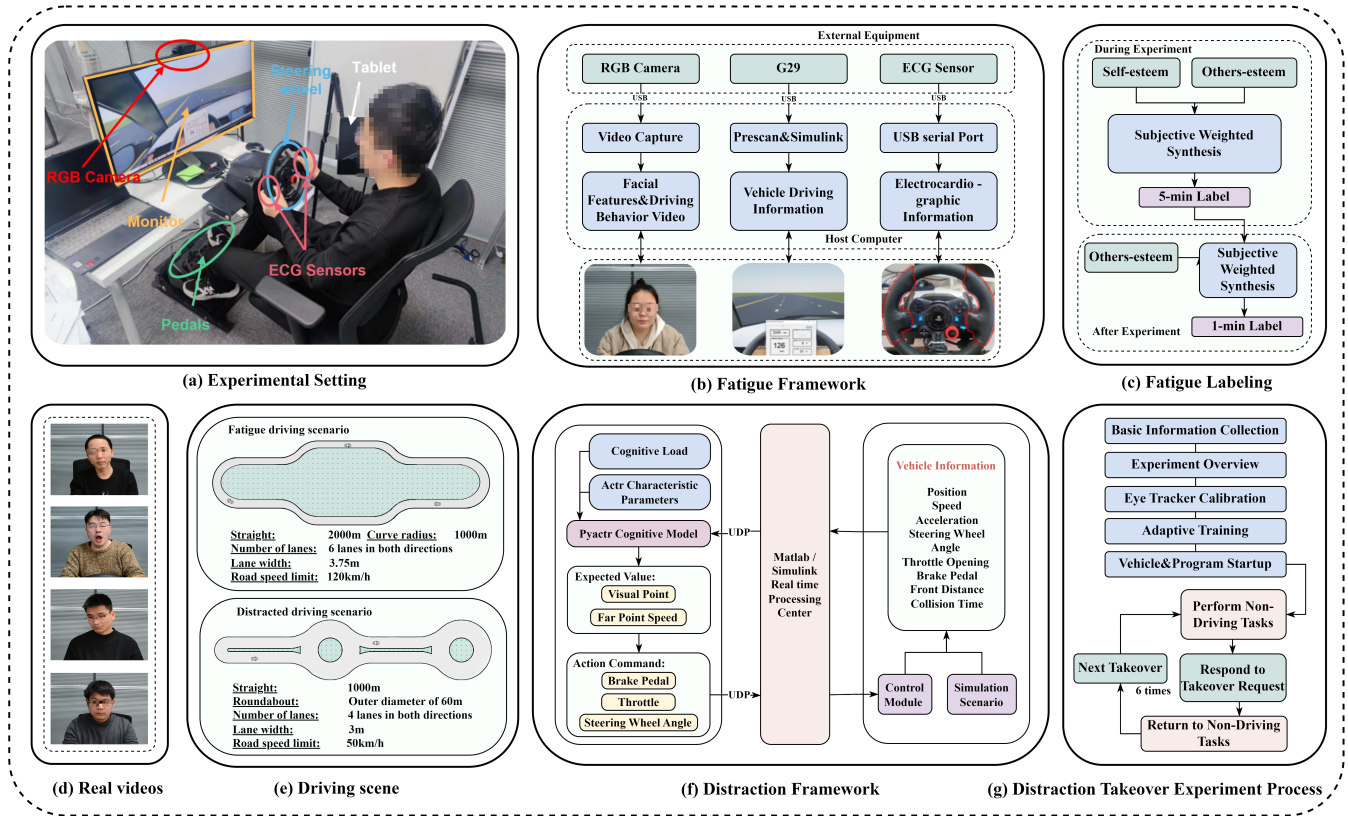 Steering
wheel
Tablet
RGB Camera
Monitor
ECG Sensors
Pedals
(a) Experimental Setting
External Equipment
RGB Camera
G29
ECG Sensor
USB
USB
USB
Video Capture
Prescan&Simulink
USB serial Port
Facial
Features&Driving
Behavior Video
Vehicle Driving
Information
Electrocardio -
graphic
Information
Host Computer
126
(b) Fatigue Framework
During Experiment
Self-esteem
Others-esteem
Subjective Weighted
Synthesis
5-min Label
Others-esteem
Subjective
Weighted
Synthesis
After Experiment
1-min Label
(c) Fatigue Labeling
(d) Real videos
Fatigue driving scenario
Straight: 2000m Curve radius: 1000m
Number of lanes: 6 lanes in both directions
Lane width: 3.75m
Road speed limit: 120km/h
Distracted driving scenario
Straight: 1000m
Roundabout: Outer diameter of 60m
Number of lanes: 4 lanes in both directions
Lane width: 3m
Road speed limit: 50km/h
(e) Driving scene
Cognitive Load
Actr Characteristic
Parameters
Pyactr Cognitive Model
UDP
Expected Value:
Visual Point
Far Point Speed
Action Command:
Brake Pedal
Throttle
Steering Wheel Angle
UDP
Matlab /
Simulink
Real time
Processing
Center
Vehicle Information
Position
Speed
Acceleration
Steering Wheel
Angle
Throttle Opening
Brake Pedal
Front Distance
Collision Time
Control
Module
Simulation
Scenario
(f) Distraction Framework
Basic Information Collection
Experiment Overview
Eye Tracker Calibration
Adaptive Training
Vehicle&Program Startup
Perform Non-
Driving Tasks
Next Takeover
6 times
Respond to
Takeover Request
Return to Non-Driving
Tasks
(g) Distraction Takeover Experiment Process